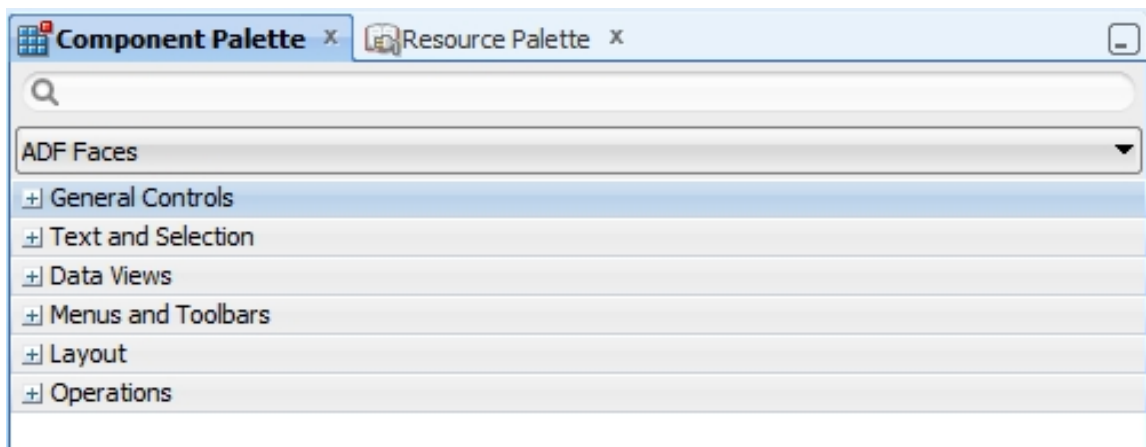 Component Palette x Resource Palette x
ADF Faces
General Controls
Text and Selection
Data Views
Menus and Toolbars
Layout
Operations